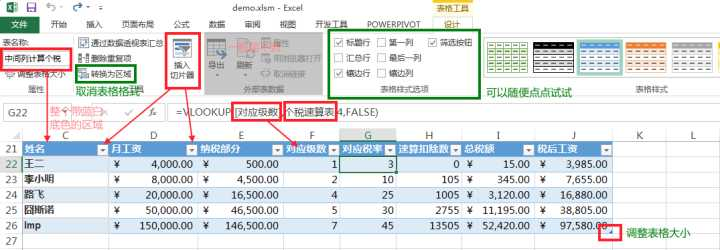 demo.xlsm - Excel
表格工具
文件
开始
插入
页面布局
公式
数据
审阅
视图
开发工具
POWERPIVOT
设计
表名称:
中间列计算个税
调整表格大小
属性
通过数据透视表汇总
删除重复项
转换为区域
取消表格格式
插入
切片器
导出
刷新
属性
取消链接
外部表数据
标题行 第一列 筛选按钮
汇总行 最后一列
镶边行 镶边列
表格样式选项
表格样式
可以随便点点试试
整个带蓝白
底色的区域
G22
=VLOOKUP([对应级数],个税速算表,4,FALSE)
C D E F G H I J K L
21 姓名 月工资 纳税部分 对应级数 对应税率 速算扣除数 总税额 税后工资
22 王二 ¥ 4,000.00 ¥ 500.00 1 3 0 ¥ 15.00 ¥ 3,985.00
23 李小明 ¥ 8,000.00 ¥ 4,500.00 2 10 105 ¥ 345.00 ¥ 7,655.00
24 路飞 ¥ 20,000.00 ¥ 16,500.00 4 25 1005 ¥ 3,120.00 ¥ 16,880.00
25 囧斯诺 ¥ 50,000.00 ¥ 46,500.00 5 30 2755 ¥ 11,195.00 ¥ 38,805.00
26 Imp ¥ 150,000.00 ¥ 146,500.00 7 45 13505 ¥ 52,420.00 ¥ 97,580.00
调整表格大小